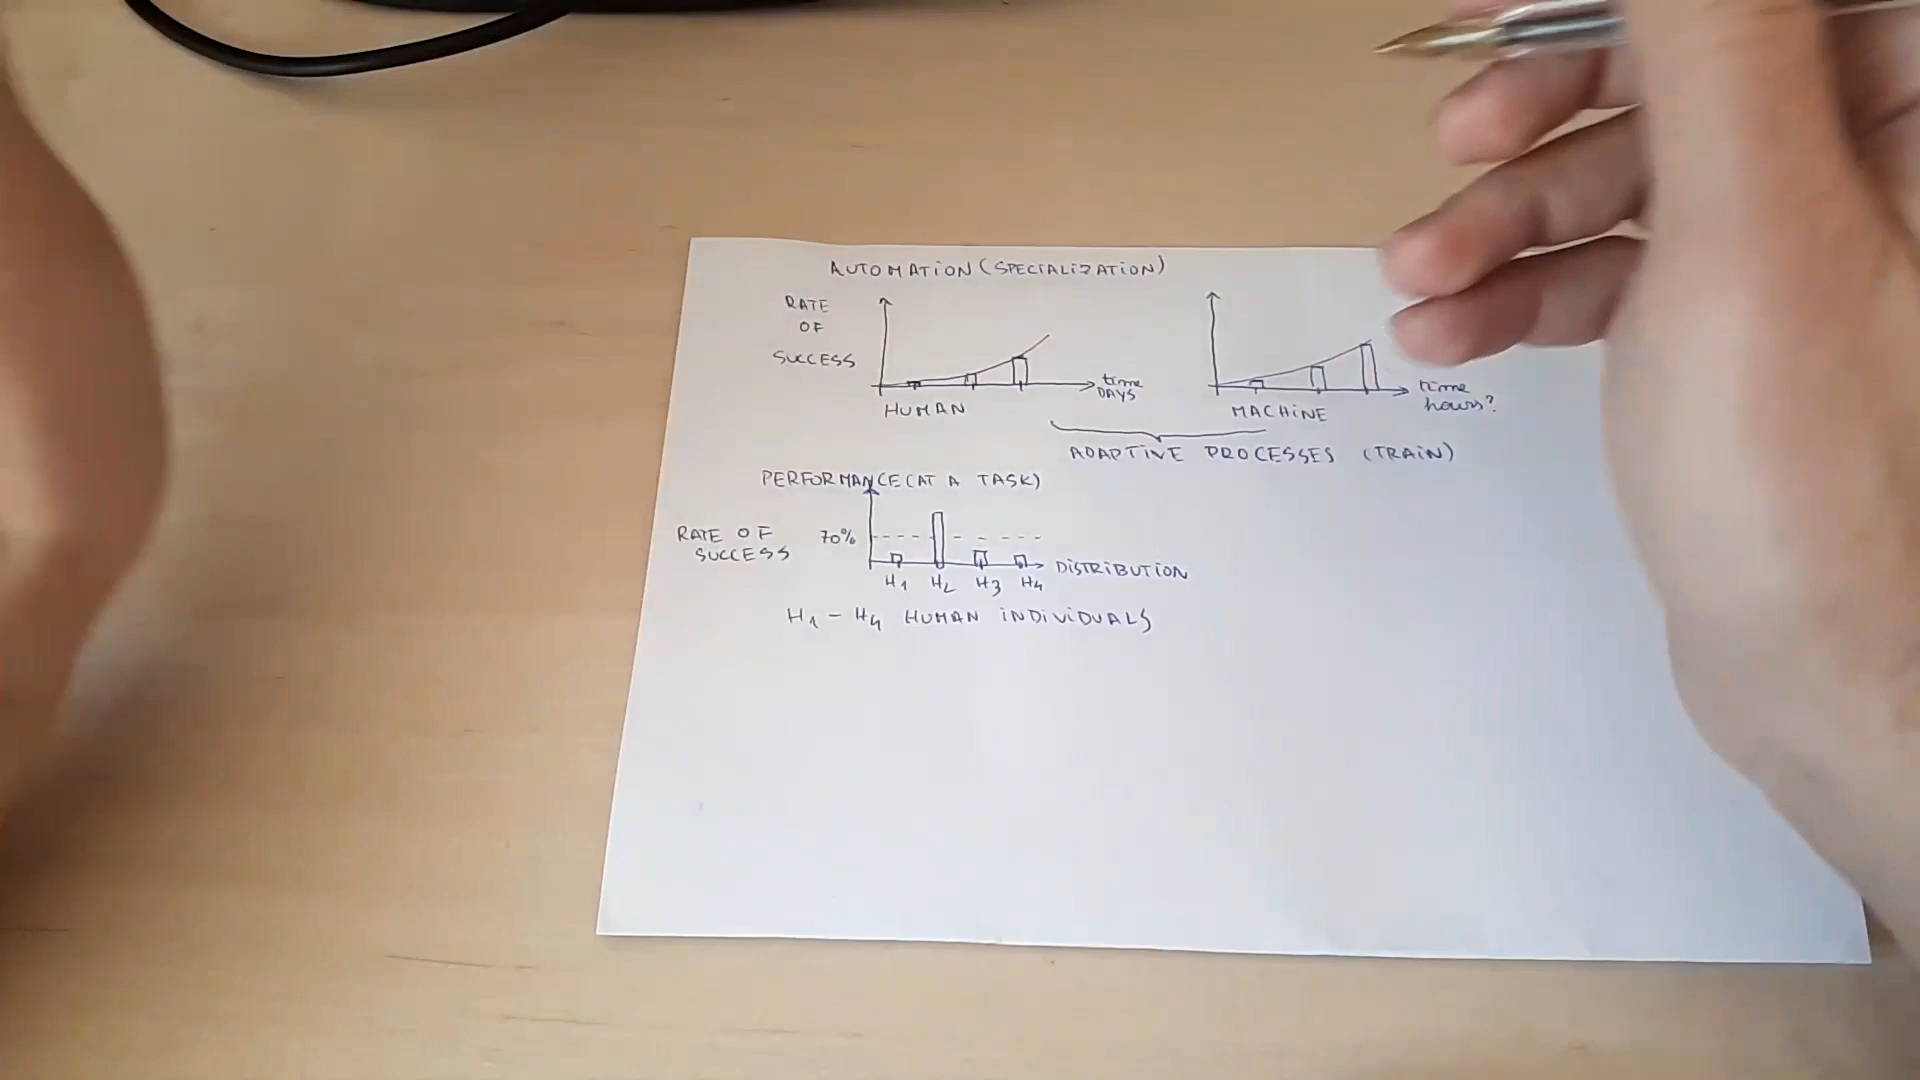 AUTOMATION (SPECIALIZATION)
RATE
OF
SUCCESS
time
DAYS
HUMAN
time
hours?
MACHINE
ADAPTIVE PROCESSES (TRAIN)
PERFORMANCE (AT A TASK)
RATE OF
SUCCESS
70%
DISTRIBUTION
H1 H2 H3 H4
H1 - H4 HUMAN INDIVIDUALS